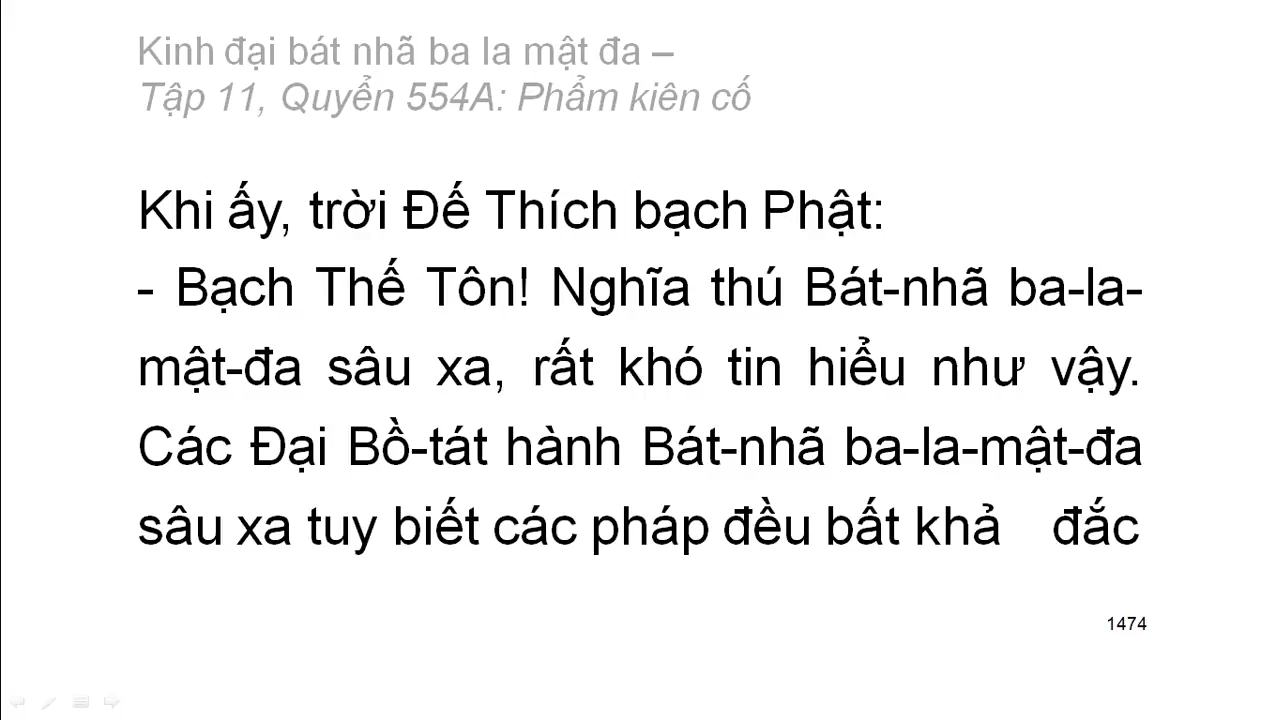 Kinh đại bát nhã ba la mật đa –
Tập 11, Quyển 554A: Phẩm kiên cố
Khi ấy, trời Đế Thích bạch Phật:
- Bạch Thế Tôn! Nghĩa thú Bát-nhã ba-la-
mật-đa sâu xa, rất khó tin hiểu như vậy.
Các Đại Bồ-tát hành Bát-nhã ba-la-mật-đa
sâu xa tuy biết các pháp đều bất khả đắc
1474